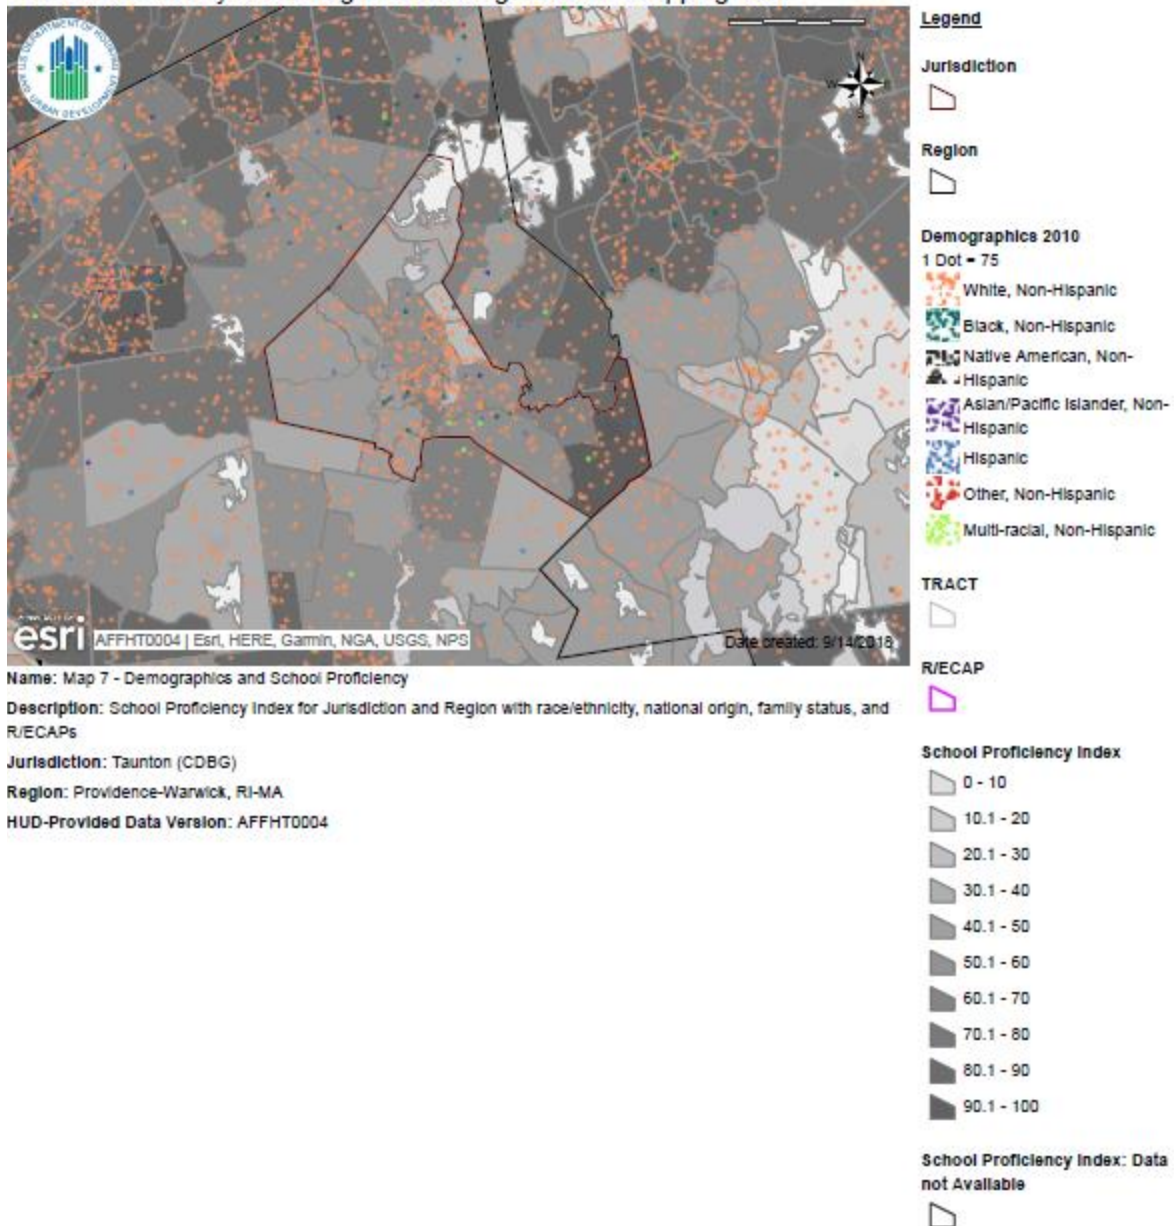 Legend
Jurisdiction
Region
Demographics 2010
1 Dot = 75
White, Non-Hispanic
Black, Non-Hispanic
Native American, Non-
Hispanic
Asian/Pacific Islander, Non-
Hispanic
Hispanic
Other, Non-Hispanic
Multi-racial, Non-Hispanic
TRACT
R/ECAP
School Proficiency Index
0 - 10
10.1 - 20
20.1 - 30
30.1 - 40
40.1 - 50
50.1 - 60
60.1 - 70
70.1 - 80
80.1 - 90
90.1 - 100
School Proficiency Index: Data
not Available
U.S. DEPARTMENT OF HOUSING AND URBAN DEVELOPMENT
N
W
E
S
esri
AFFHT0004 | Esri, HERE, Garmin, NGA, USGS, NPS
Date created: 9/14/2018
Name: Map 7 - Demographics and School Proficiency
Description: School Proficiency Index for Jurisdiction and Region with race/ethnicity, national origin, family status, and
R/ECAPs
Jurisdiction: Taunton (CDBG)
Region: Providence-Warwick, RI-MA
HUD-Provided Data Version: AFFHT0004